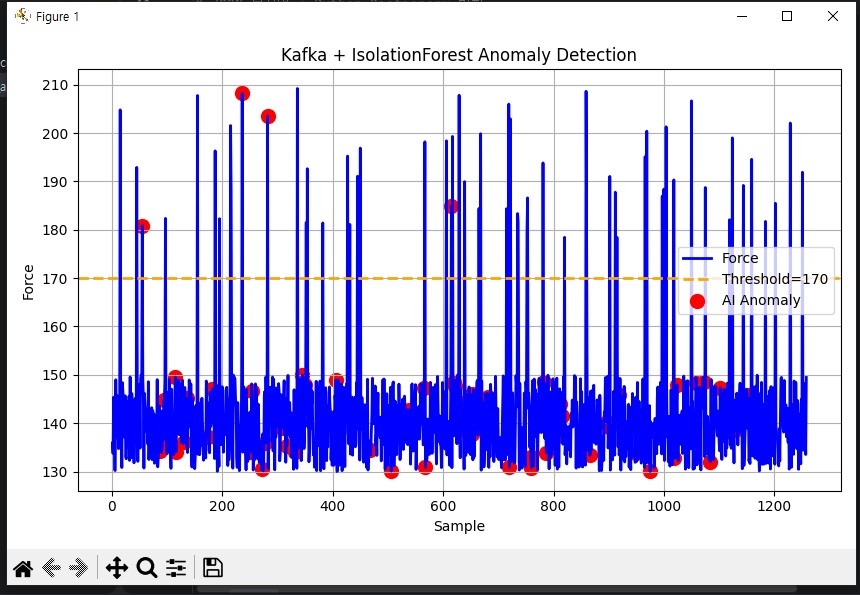 Figure 1
Kafka + IsolationForest Anomaly Detection
210
200
190
180
170
160
150
140
130
Force
Force
Threshold=170
AI Anomaly
0
200
400
600
800
1000
1200
Sample